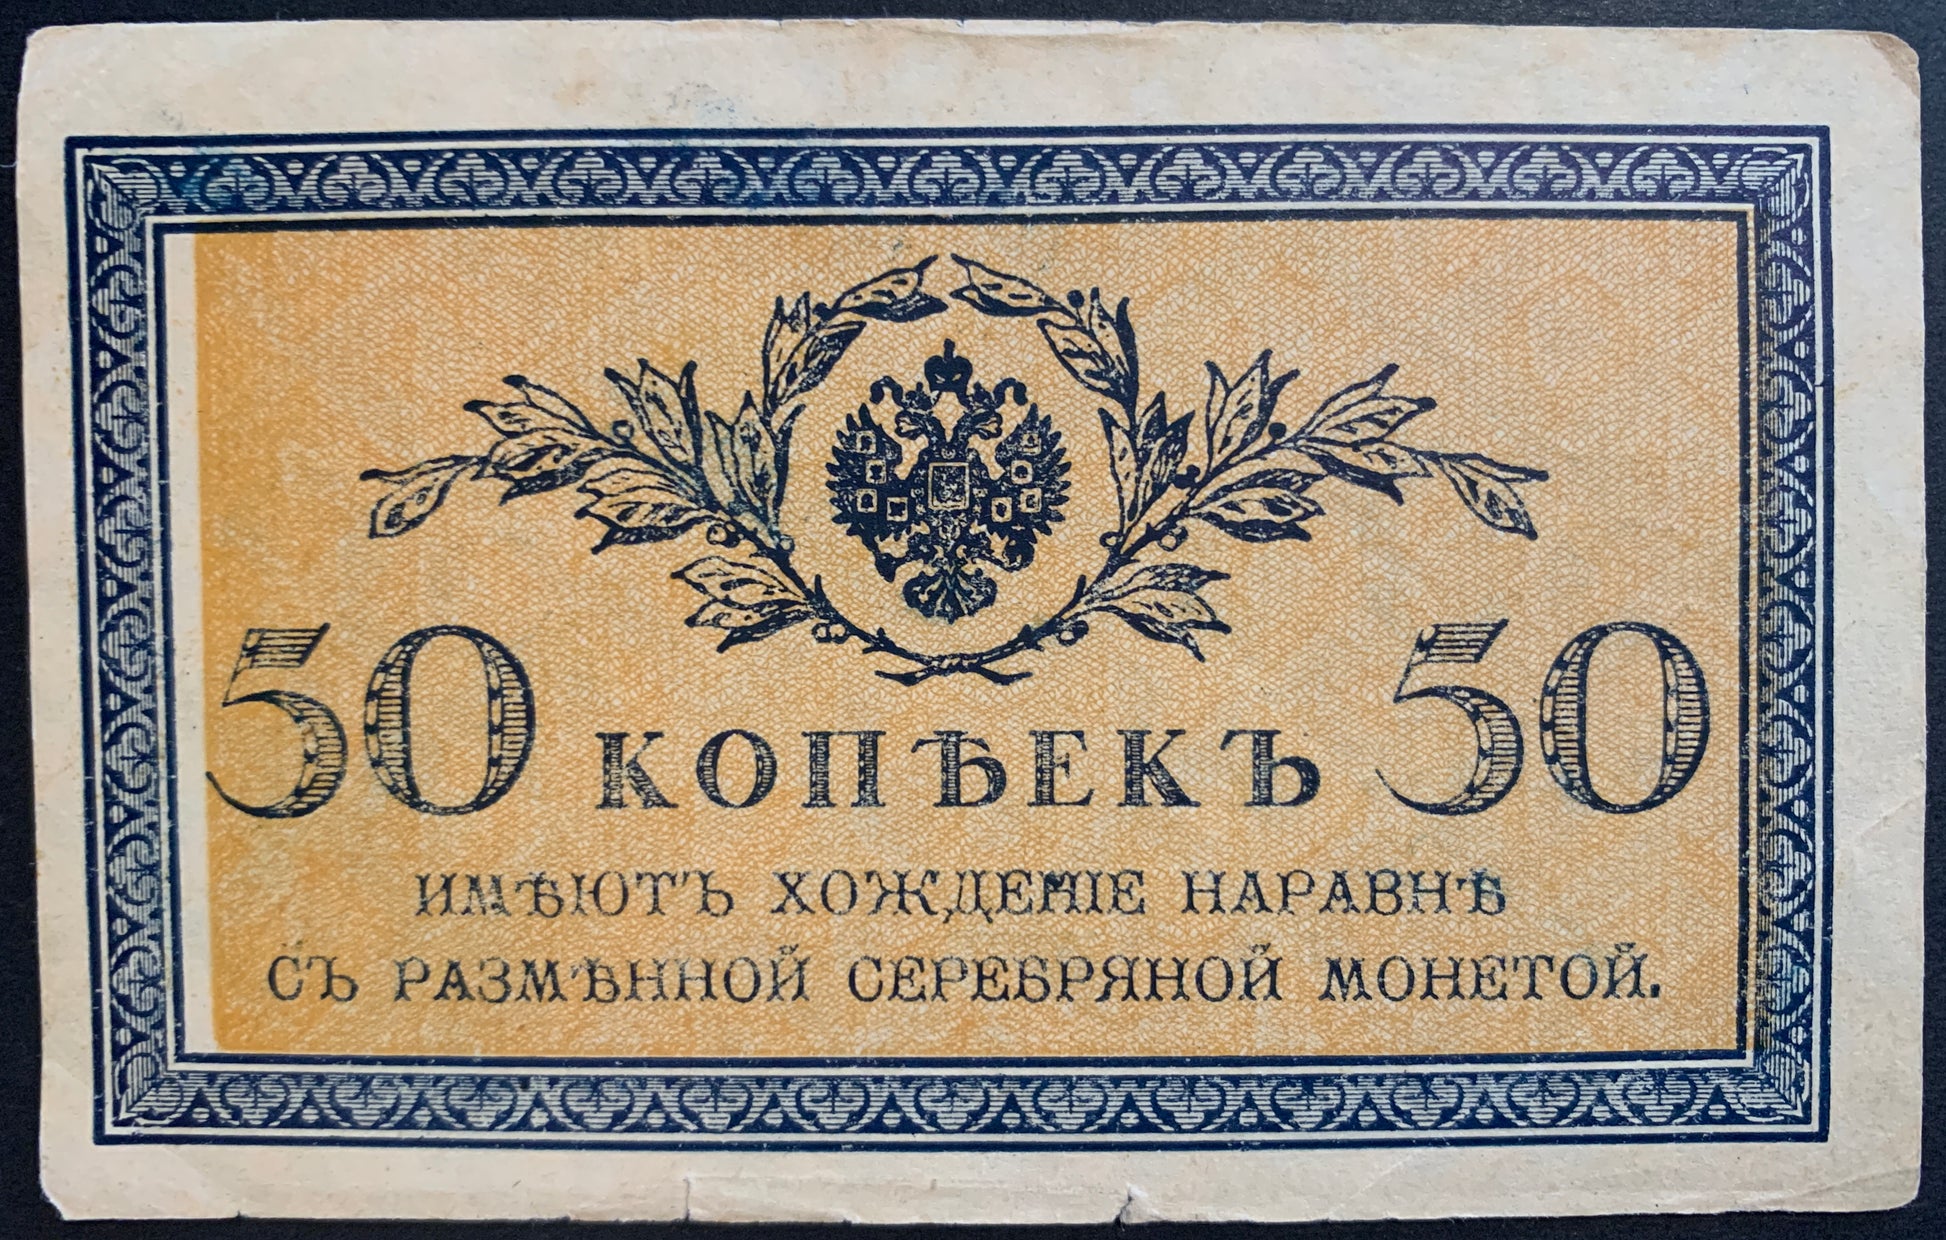 50 КОПѢЕКЪ 50
ИМѢЮТЪ ХОЖДЕНІЕ НАРАВНѢ
СЪ РАЗМѢННОЙ СЕРЕБРЯНОЙ МОНЕТОЙ.